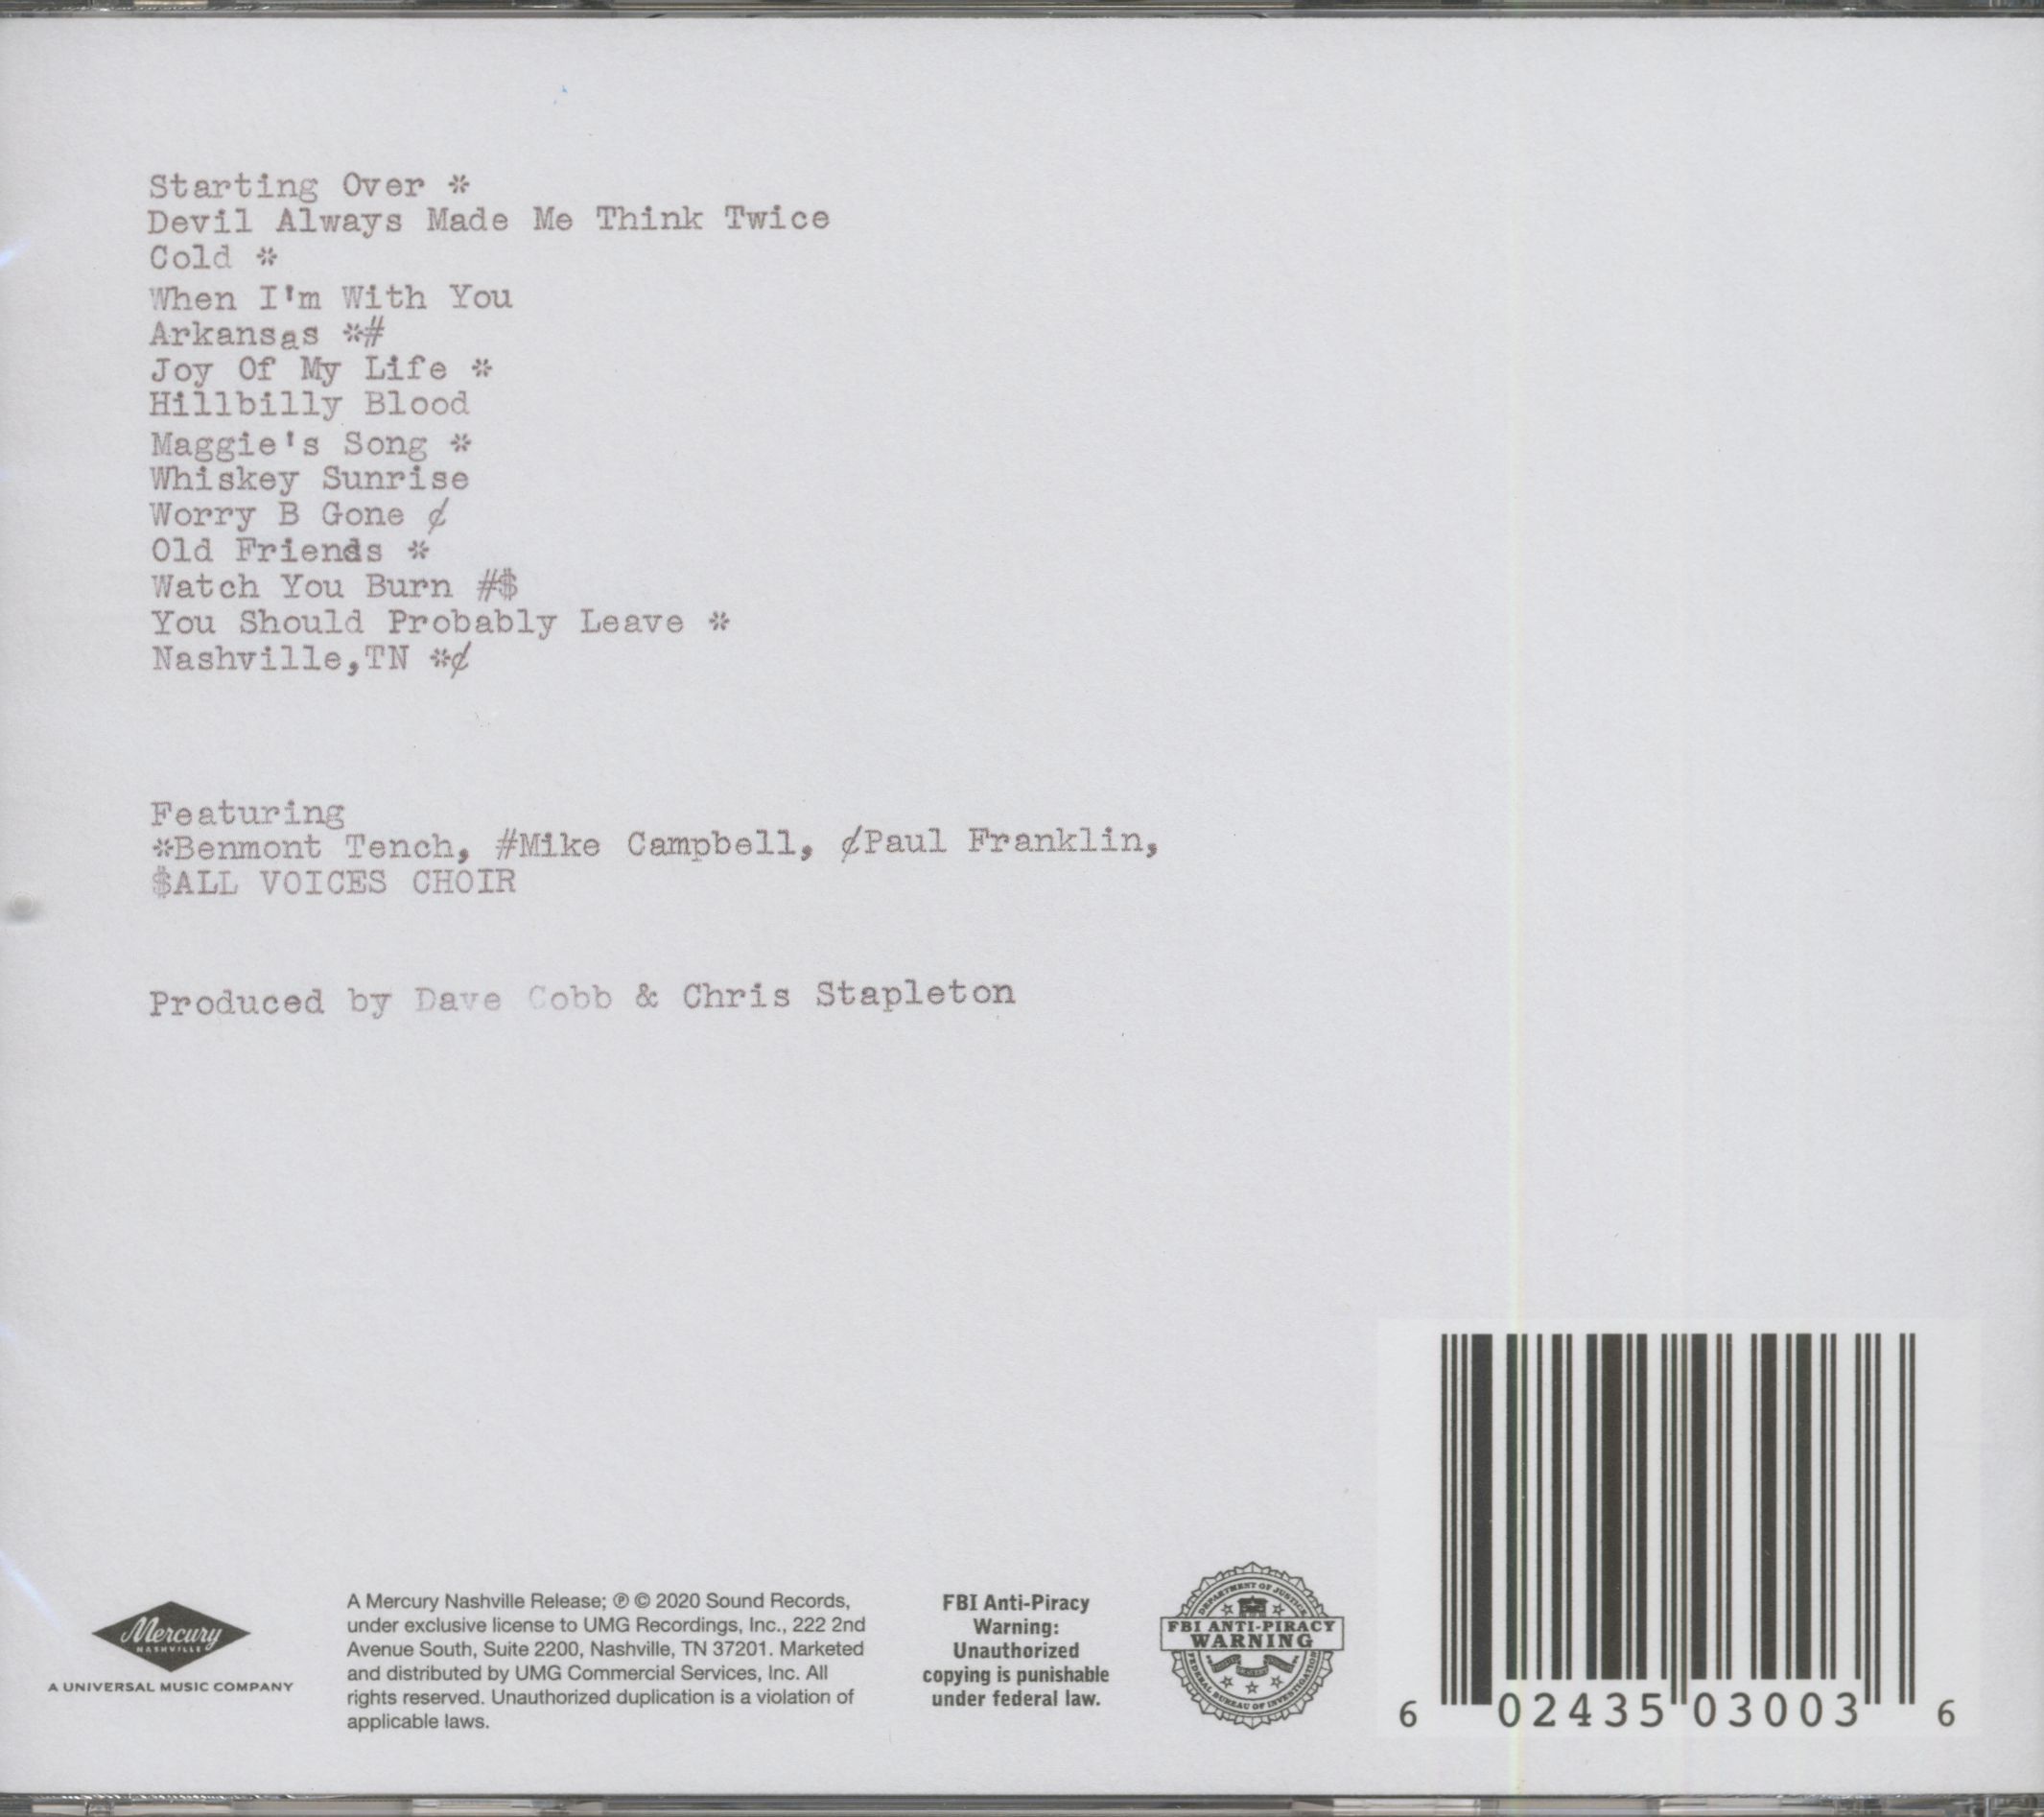 Starting Over *
Devil Always Made Me Think Twice
Cold *
When I'm With You
Arkansas *#
Joy Of My Life *
Hillbilly Blood
Maggie's Song *
Whiskey Sunrise
Worry B Gone ¢
Old Friends *
Watch You Burn #$
You Should Probably Leave *
Nashville,TN *¢
Featuring
*Benmont Tench, #Mike Campbell, ¢Paul Franklin,
$ALL VOICES CHOIR
Produced by Dave Cobb & Chris Stapleton
Mercury
NASHVILLE
A UNIVERSAL MUSIC COMPANY
A Mercury Nashville Release; ℗ © 2020 Sound Records,
under exclusive license to UMG Recordings, Inc., 222 2nd
Avenue South, Suite 2200, Nashville, TN 37201. Marketed
and distributed by UMG Commercial Services, Inc. All
rights reserved. Unauthorized duplication is a violation of
applicable laws.
FBI Anti-Piracy
Warning:
Unauthorized
copying is punishable
under federal law.
DEPARTMENT OF JUSTICE
FBI ANTI-PIRACY
WARNING
FEDERAL BUREAU OF INVESTIGATION
6 02435 03003 6